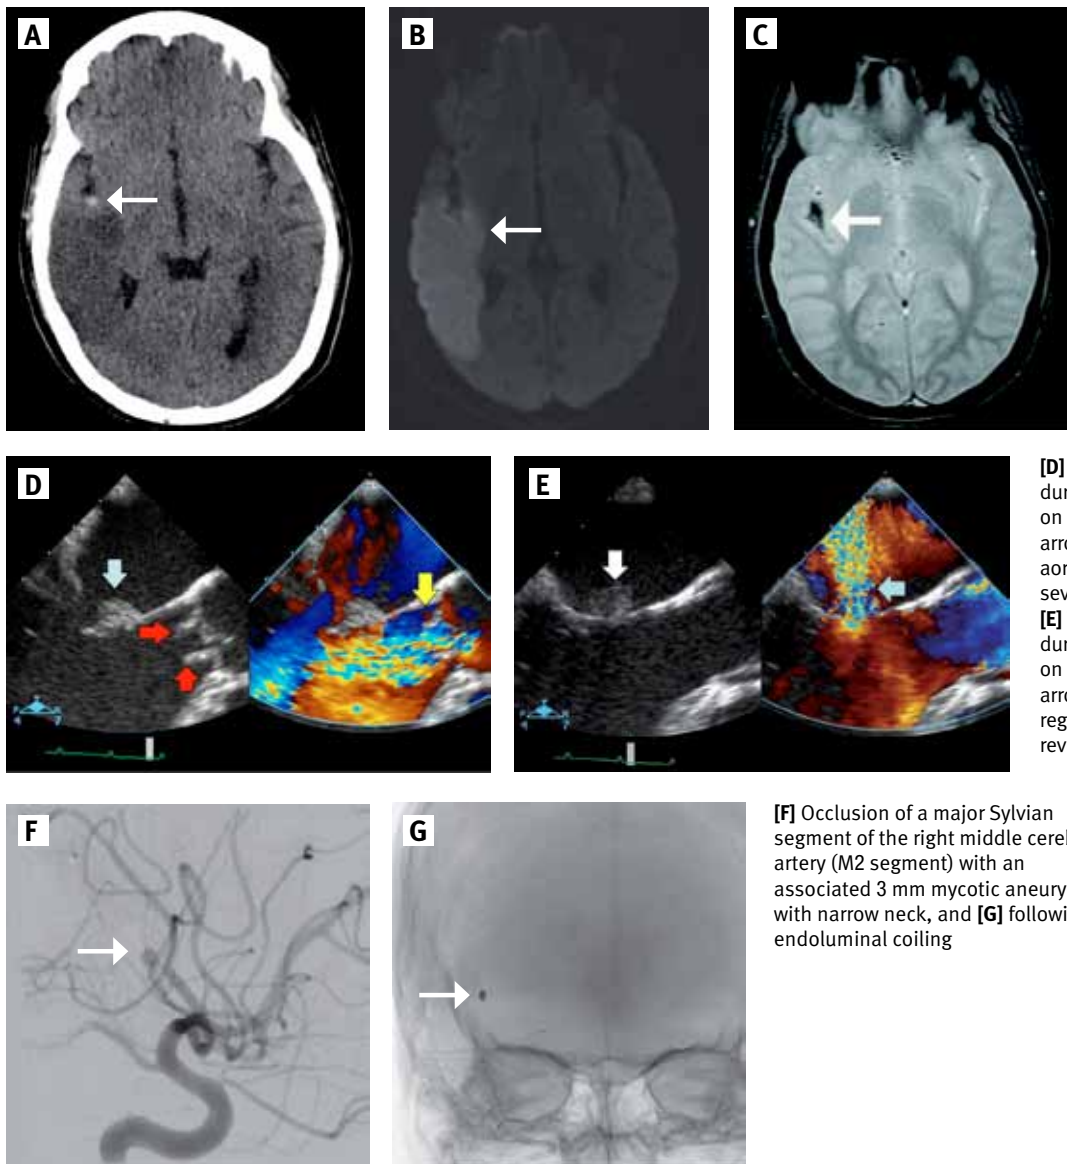 A
B
C
D
E
[D]
dur
on
arro
aor
sev
[E]
dur
on
arro
reg
rev
F
G
[F] Occlusion of a major Sylvian
segment of the right middle cereb
artery (M2 segment) with an
associated 3 mm mycotic aneury
with narrow neck, and [G] followi
endoluminal coiling